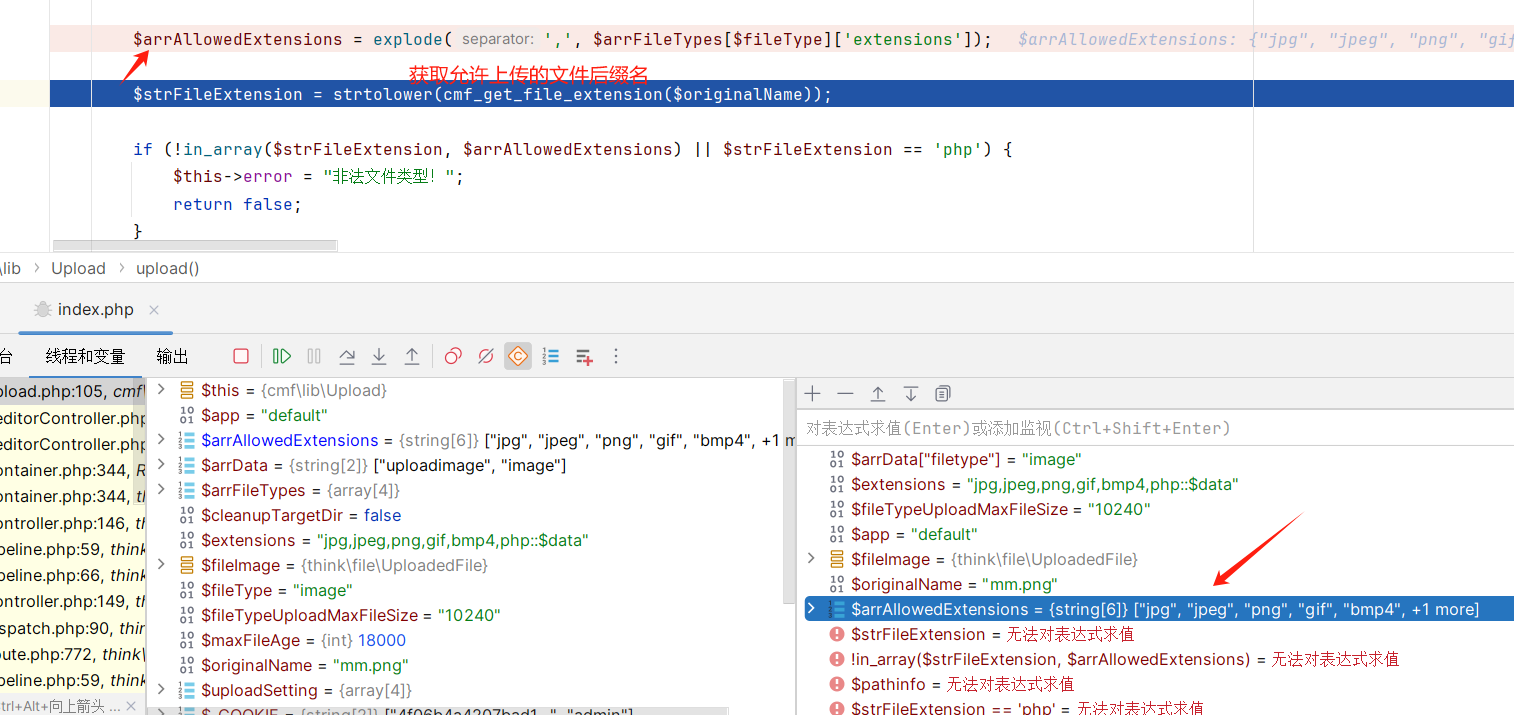 $arrAllowedExtensions = explode( separator: ',', $arrFileTypes[$fileType]['extensions']); $arrAllowedExtensions: {"jpg", "jpeg", "png", "gif
获取允许上传的文件后缀名
$strFileExtension = strtolower(cmf_get_file_extension($originalName));
if (!in_array($strFileExtension, $arrAllowedExtensions) || $strFileExtension == 'php') {
$this->error = "非法文件类型! ";
return false;
}
\lib › Upload › upload()
index.php
台 线程和变量 输出
pload.php:105, cmf\
editorController.php
editorController.php
ontainer.php:344, R
ontainer.php:344, th
ontroller.php:146, th
peline.php:59, think
peline.php:66, think
ontroller.php:149, th
spatch.php:90, thin
oute.php:772, think\
peline.php:59, think
trl+Alt+向上箭头 ...
$this = {cmf\lib\Upload}
$app = "default"
$arrAllowedExtensions = {string[6]} ["jpg", "jpeg", "png", "gif", "bmp4", +1 m
$arrData = {string[2]} ["uploadimage", "image"]
$arrFileTypes = {array[4]}
$cleanupTargetDir = false
$extensions = "jpg,jpeg,png,gif,bmp4,php::$data"
$fileImage = {think\file\UploadedFile}
$fileType = "image"
$fileTypeUploadMaxFileSize = "10240"
$maxFileAge = {int} 18000
$originalName = "mm.png"
$uploadSetting = {array[4]}
对表达式求值(Enter)或添加监视(Ctrl+Shift+Enter)
$arrData["filetype"] = "image"
$extensions = "jpg,jpeg,png,gif,bmp4,php::$data"
$fileTypeUploadMaxFileSize = "10240"
$app = "default"
$fileImage = {think\file\UploadedFile}
$originalName = "mm.png"
$arrAllowedExtensions = {string[6]} ["jpg", "jpeg", "png", "gif", "bmp4", +1 more]
$strFileExtension = 无法对表达式求值
!in_array($strFileExtension, $arrAllowedExtensions) = 无法对表达式求值
$pathinfo = 无法对表达式求值
$strFileExtension == 'php' = 无法对表达式求值